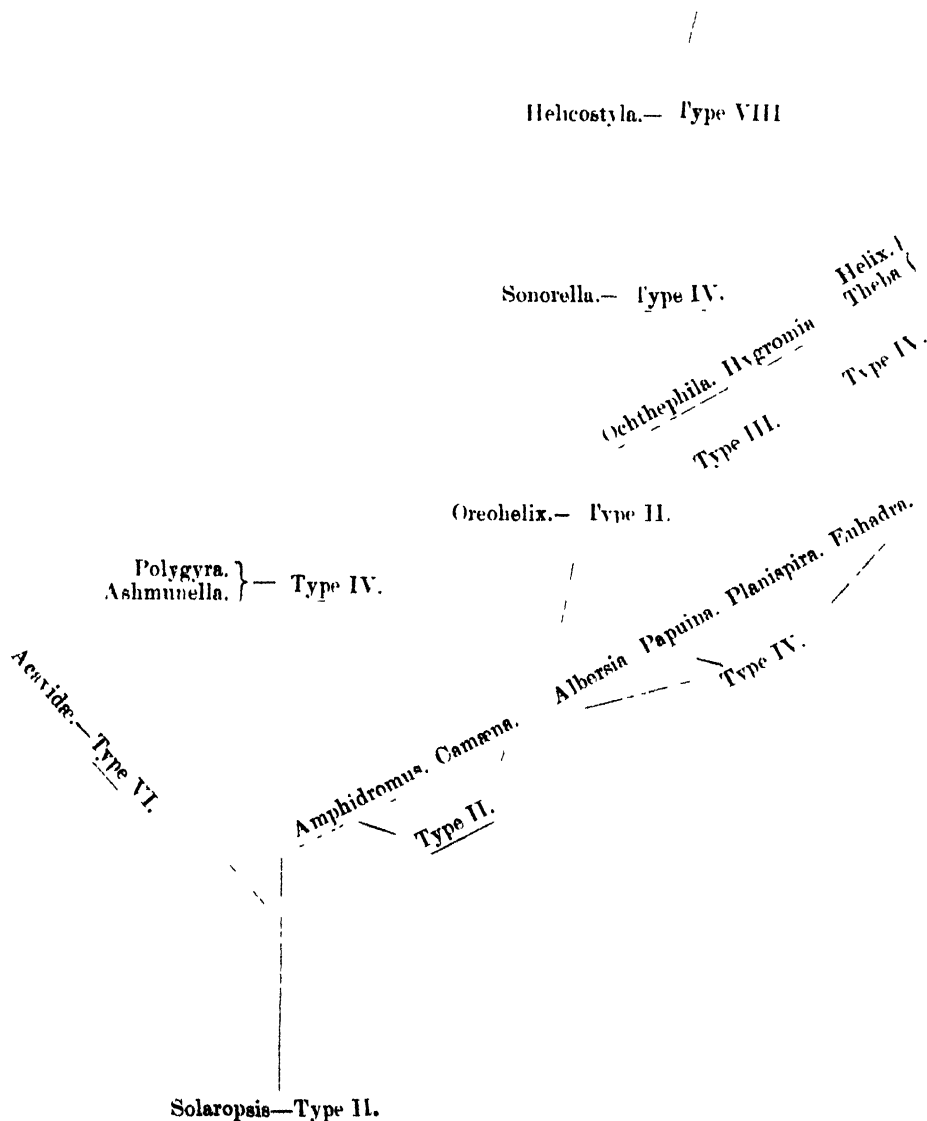 Helicostyla.— Type VIII
Helix. }
Theba {
Sonorella.— Type IV.
Ochthephila. Hygromia
Type IV.
Type III.
Oreohelix.— Type II.
Albersia Papuina. Planispira. Euhadra.
Polygyra. }
Ashmunella. } — Type IV.
Type IV.
Acavidæ.—Type VI.
Amphidromus. Camæna.
Type II.
Solaropsis—Type II.